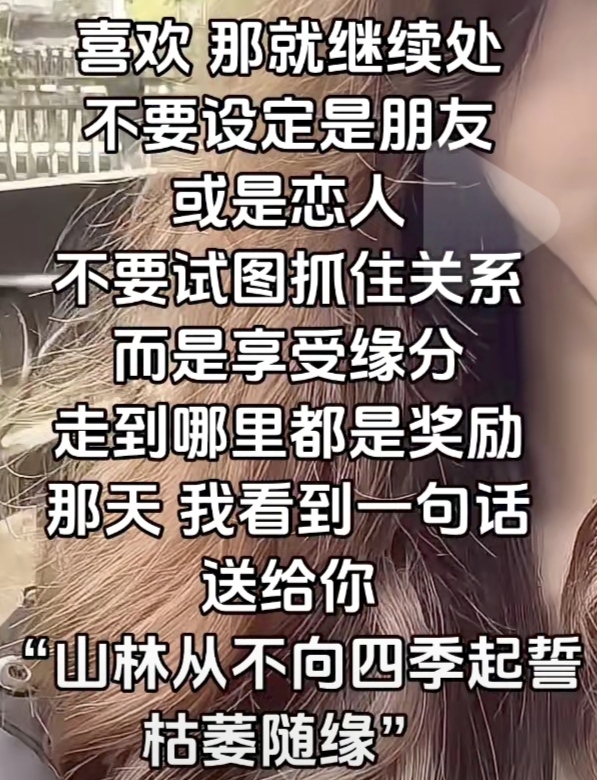 喜欢 那就继续处
不要设定是朋友
或是恋人
不要试图抓住关系
而是享受缘分
走到哪里都是奖励
那天 我看到一句话
送给你
“山林从不向四季起誓
枯萎随缘”